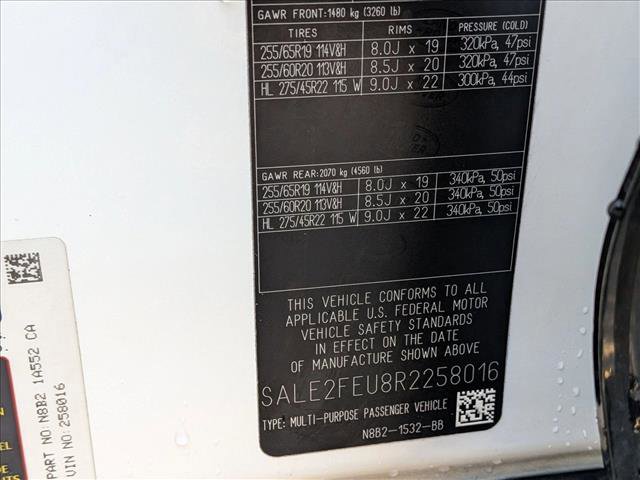 GAWR FRONT:1480 kg (3260 lb)
TIRES RIMS PRESSURE (COLD)
255/65R19 114V&H 8.0J x 19 320kPa, 47psi
255/60R20 113V&H 8.5J x 20 320kPa, 47psi
HL 275/45R22 115 W 9.0J x 22 300kPa, 44psi
GAWR REAR:2070 kg (4560 lb)
255/65R19 114V&H 8.0J x 19 340kPa, 50psi
255/60R20 113V&H 8.5J x 20 340kPa, 50psi
HL 275/45R22 115 W 9.0J x 22 340kPa, 50psi
THIS VEHICLE CONFORMS TO ALL
APPLICABLE U.S. FEDERAL MOTOR
VEHICLE SAFETY STANDARDS
IN EFFECT ON THE DATE
OF MANUFACTURE SHOWN ABOVE
SALE2FEU8R2258016
TYPE: MULTI-PURPOSE PASSENGER VEHICLE
N8B2-1532-BB
PART NO: N8B2 1A552 CA
VIN NO: 258016